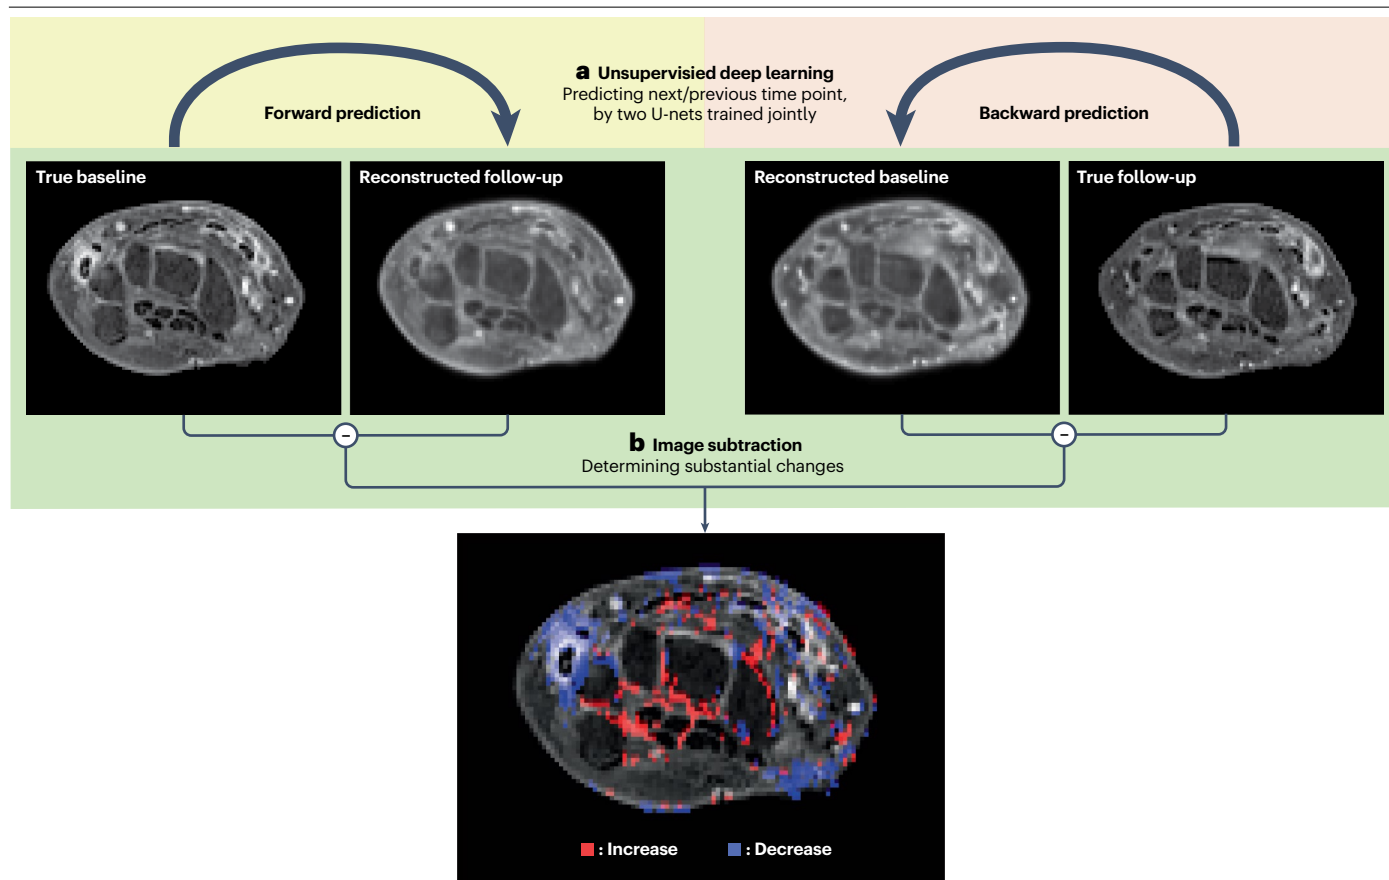 a Unsupervisied deep learning
Predicting next/previous time point,
by two U-nets trained jointly
Forward prediction
Backward prediction
True baseline
Reconstructed follow-up
Reconstructed baseline
True follow-up
–
–
b Image subtraction
Determining substantial changes
: Increase
: Decrease